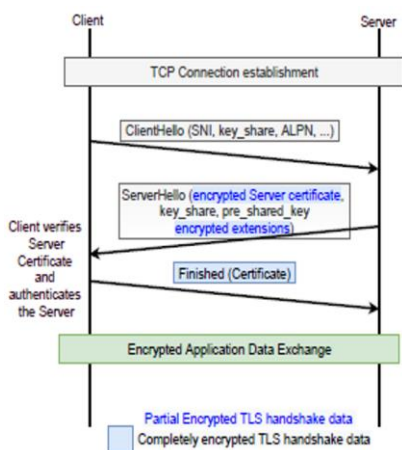 Client
Server
TCP Connection establishment
ClientHello (SNI, key_share, ALPN, ...)
ServerHello (encrypted Server certificate,
key_share, pre_shared_key
encrypted extensions)
Client verifies
Server
Certificate
and
authenticates
the Server
Finished (Certificate)
Encrypted Application Data Exchange
Partial Encrypted TLS handshake data
Completely encrypted TLS handshake data